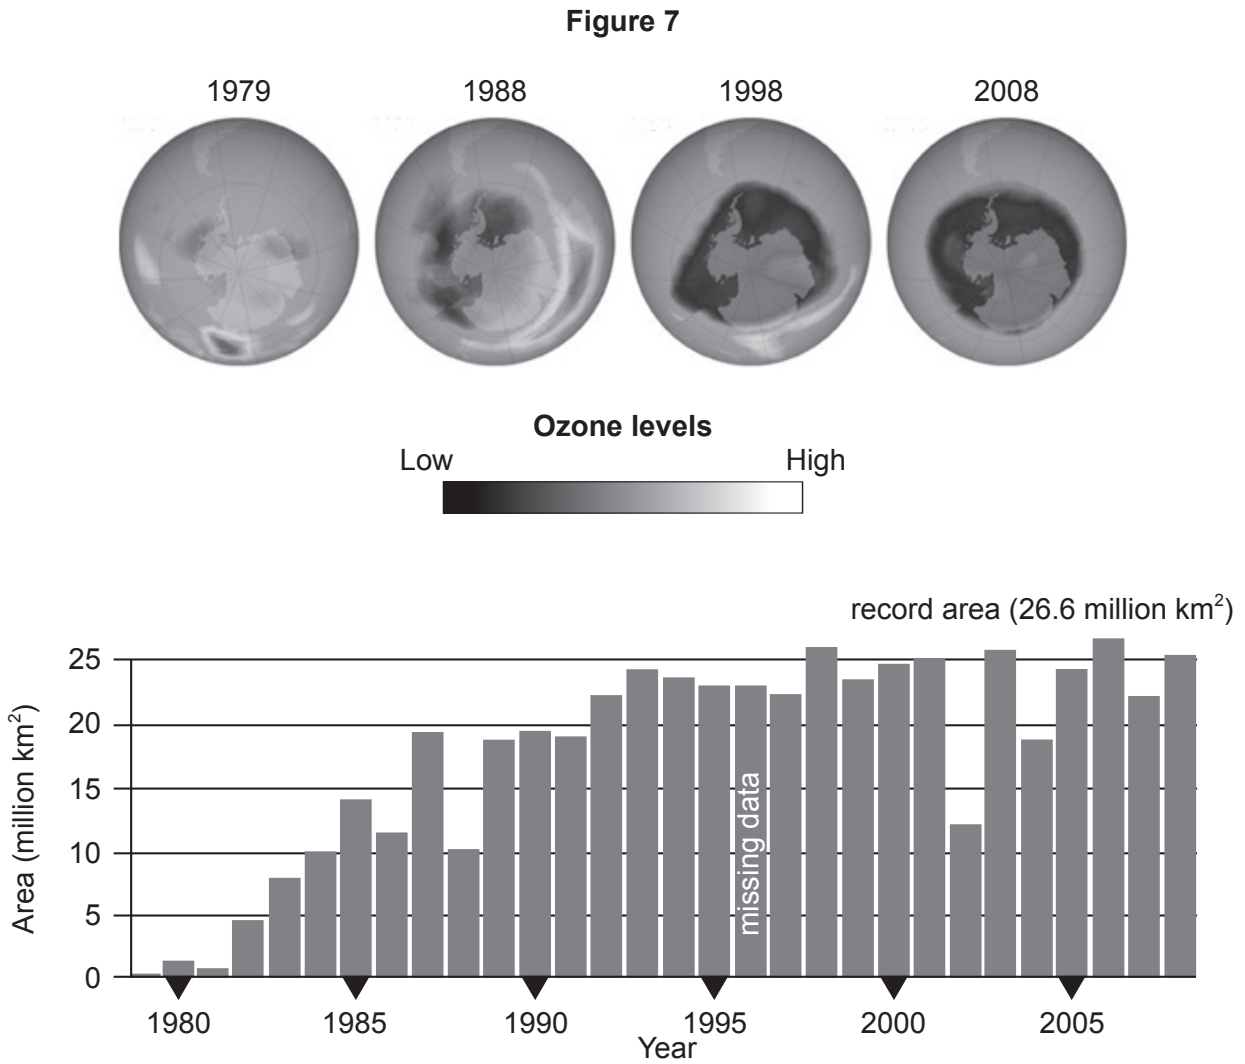 Figure 7
1979 1988 1998 2008
Ozone levels
Low High
record area (26.6 million km²)
Area (million km²)
25
20
15
10
5
0
missing data
1980 1985 1990 1995 2000 2005
Year